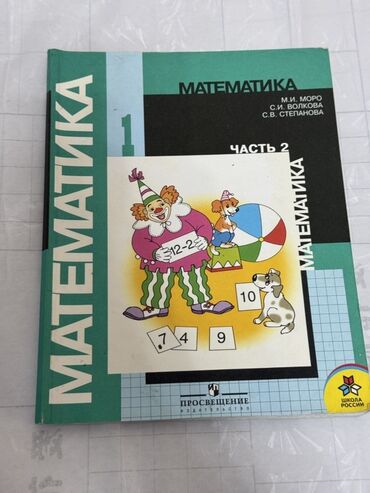 МАТЕМАТИКА
1
МАТЕМАТИКА
М.И. МОРО
С.И. ВОЛКОВА
С.В. СТЕПАНОВА
ЧАСТЬ 2
МАТЕМАТИКА
12-2
10
7 4 9
ПРОСВЕЩЕНИЕ
ИЗДАТЕЛЬСТВО
ШКОЛА
РОССИИ